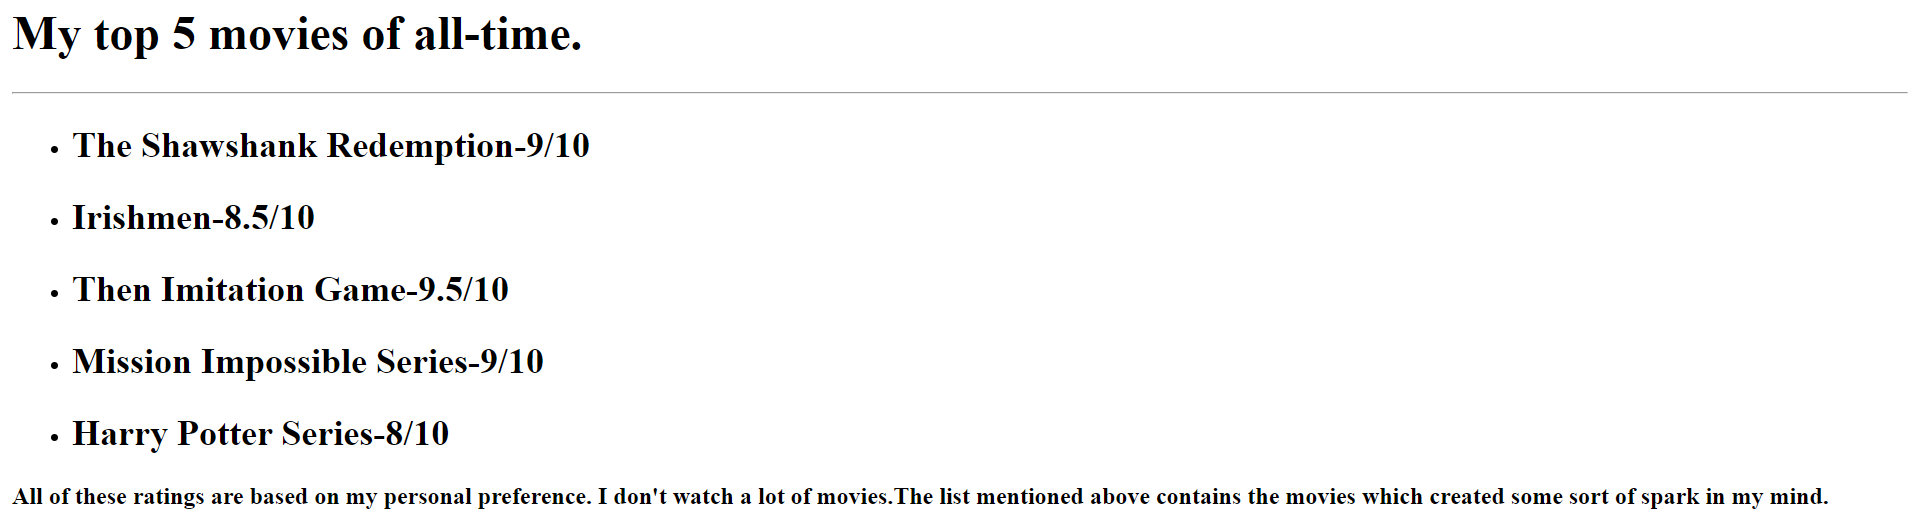 My top 5 movies of all-time.
The Shawshank Redemption-9/10
Irishmen-8.5/10
Then Imitation Game-9.5/10
Mission Impossible Series-9/10
Harry Potter Series-8/10
All of these ratings are based on my personal preference. I don't watch a lot of movies.The list mentioned above contains the movies which created some sort of spark in my mind.